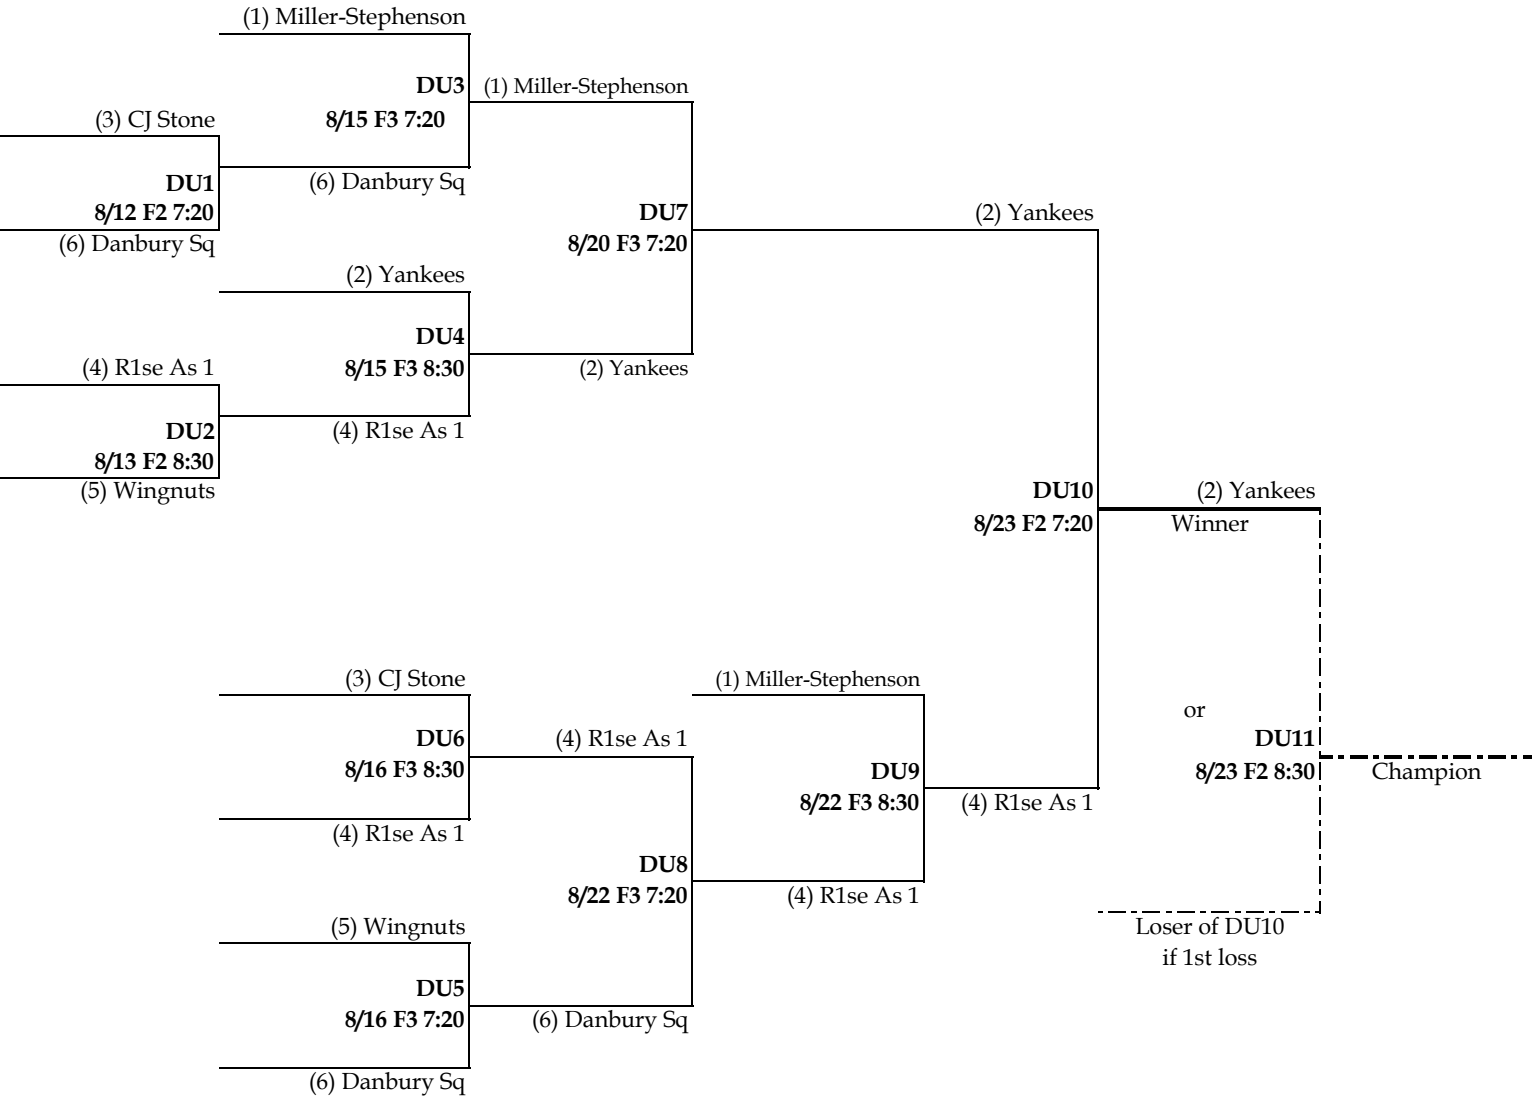 (1) Miller-Stephenson
DU3
(1) Miller-Stephenson
8/15 F3 7:20
(3) CJ Stone
DU1
(6) Danbury Sq
8/12 F2 7:20
DU7
(2) Yankees
(6) Danbury Sq
8/20 F3 7:20
(2) Yankees
DU4
(4) R1se As 1
8/15 F3 8:30
(2) Yankees
DU2
(4) R1se As 1
8/13 F2 8:30
(5) Wingnuts
DU10
(2) Yankees
8/23 F2 7:20
Winner
(3) CJ Stone
(1) Miller-Stephenson
or
DU6
(4) R1se As 1
DU11
8/16 F3 8:30
DU9
8/23 F2 8:30
Champion
8/22 F3 8:30
(4) R1se As 1
(4) R1se As 1
DU8
8/22 F3 7:20
(4) R1se As 1
(5) Wingnuts
Loser of DU10
if 1st loss
DU5
8/16 F3 7:20
(6) Danbury Sq
(6) Danbury Sq